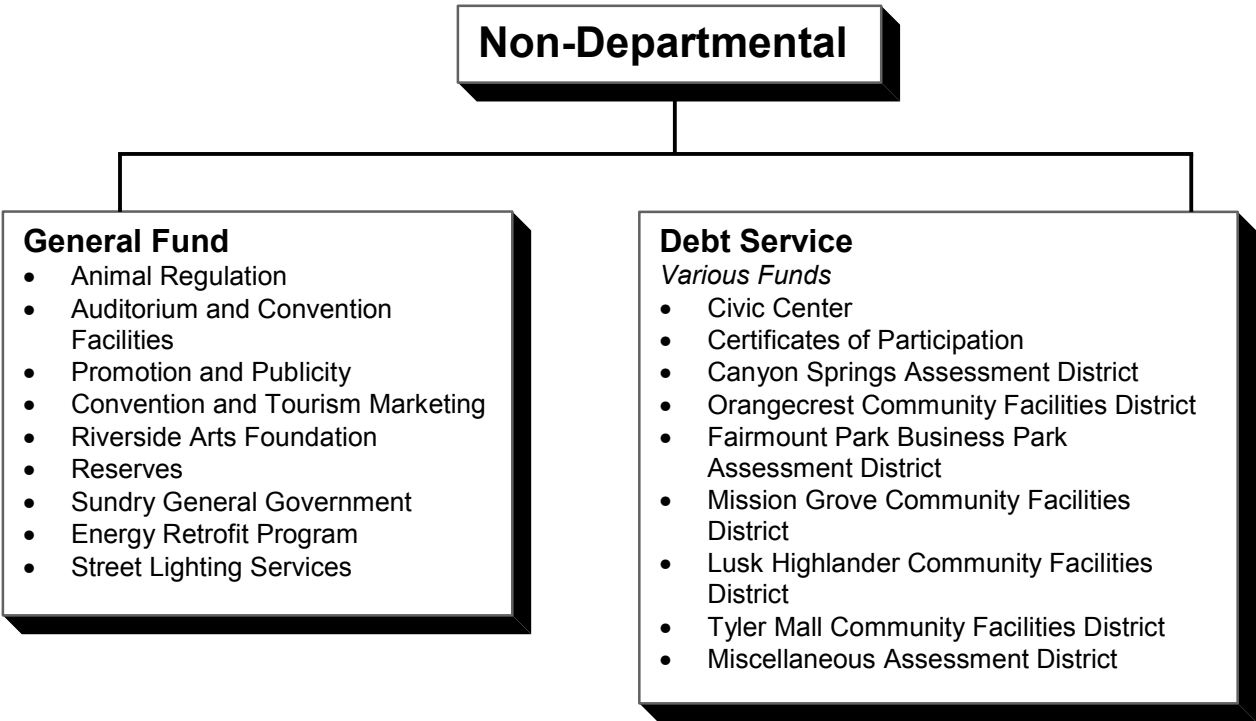 Non-Departmental
General Fund
• Animal Regulation
• Auditorium and Convention
Facilities
• Promotion and Publicity
• Convention and Tourism Marketing
• Riverside Arts Foundation
• Reserves
• Sundry General Government
• Energy Retrofit Program
• Street Lighting Services
Debt Service
Various Funds
• Civic Center
• Certificates of Participation
• Canyon Springs Assessment District
• Orangecrest Community Facilities District
• Fairmount Park Business Park
Assessment District
• Mission Grove Community Facilities
District
• Lusk Highlander Community Facilities
District
• Tyler Mall Community Facilities District
• Miscellaneous Assessment District